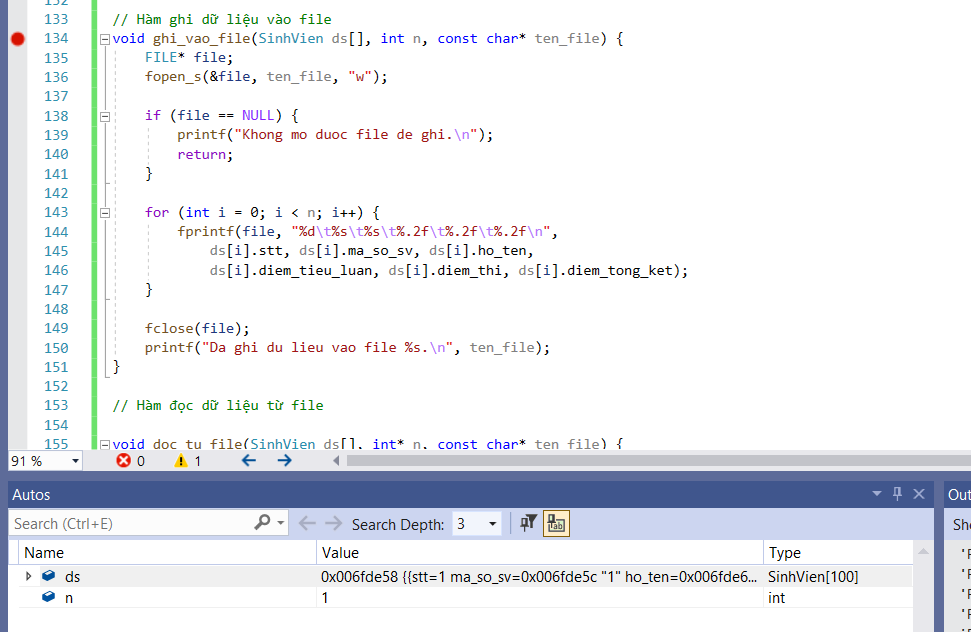 132
133 // Hàm ghi dữ liệu vào file
134 void ghi_vao_file(SinhVien ds[], int n, const char* ten_file) {
135 FILE* file;
136 fopen_s(&file, ten_file, "w");
137
138 if (file == NULL) {
139 printf("Khong mo duoc file de ghi.\n");
140 return;
141 }
142
143 for (int i = 0; i < n; i++) {
144 fprintf(file, "%d\t%s\t%s\t%.2f\t%.2f\t%.2f\n",
145 ds[i].stt, ds[i].ma_so_sv, ds[i].ho_ten,
146 ds[i].diem_tieu_luan, ds[i].diem_thi, ds[i].diem_tong_ket);
147 }
148
149 fclose(file);
150 printf("Da ghi du lieu vao file %s.\n", ten_file);
151 }
152
153 // Hàm đọc dữ liệu từ file
154
155 void doc_tu_file(SinhVien ds[], int* n, const char* ten_file) {
91 % 0 1
Autos Out
Search (Ctrl+E) Search Depth: 3 Sho
Name Value Type
ds 0x006fde58 {{stt=1 ma_so_sv=0x006fde5c "1" ho_ten=0x006fde6... SinhVien[100]
n 1 int